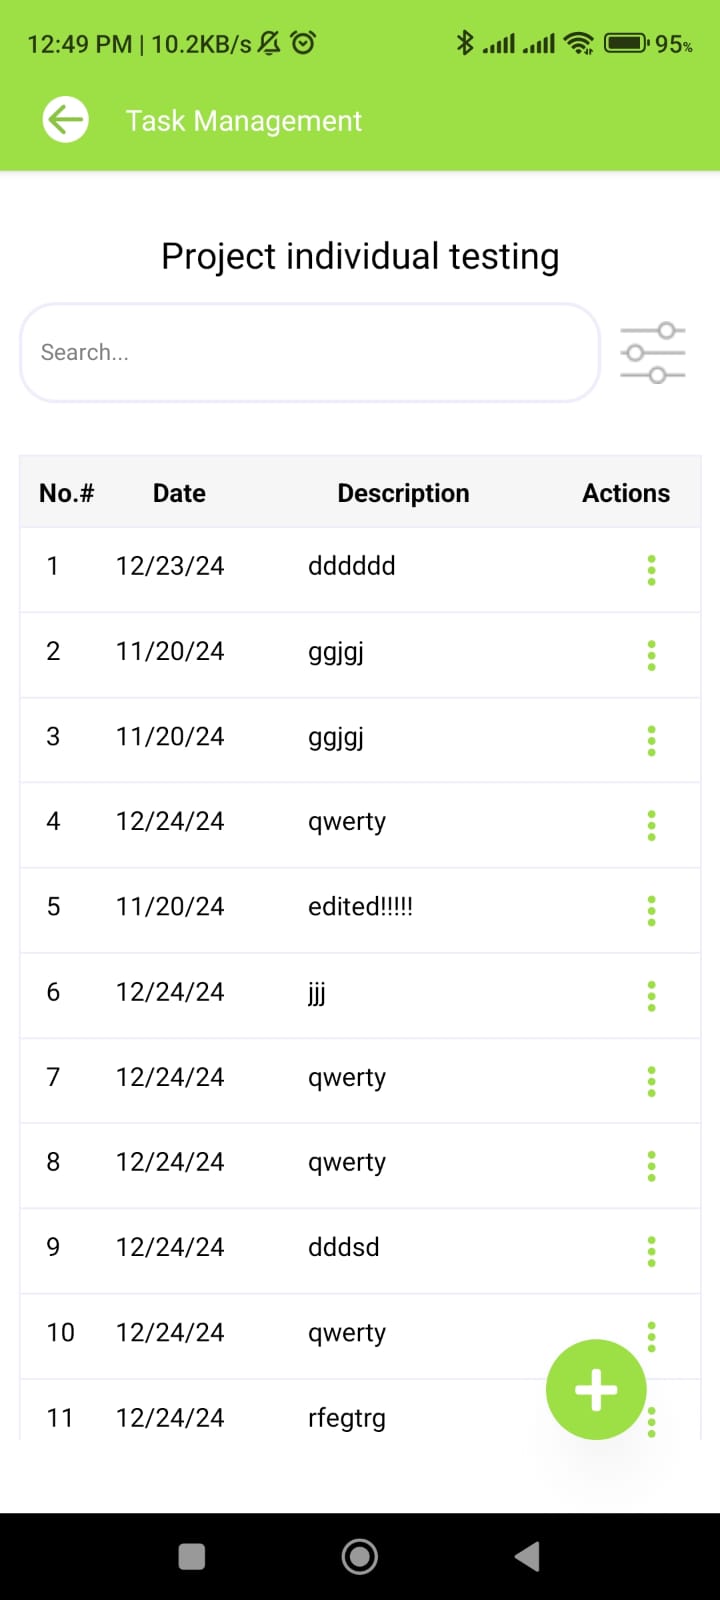 12:49 PM | 10.2KB/s 95%
Task Management
Project individual testing
Search...
No.# Date Description Actions
1 12/23/24 dddddd
2 11/20/24 ggjgj
3 11/20/24 ggjgj
4 12/24/24 qwerty
5 11/20/24 edited!!!!!
6 12/24/24 jjj
7 12/24/24 qwerty
8 12/24/24 qwerty
9 12/24/24 dddsd
10 12/24/24 qwerty
11 12/24/24 rfegtrg